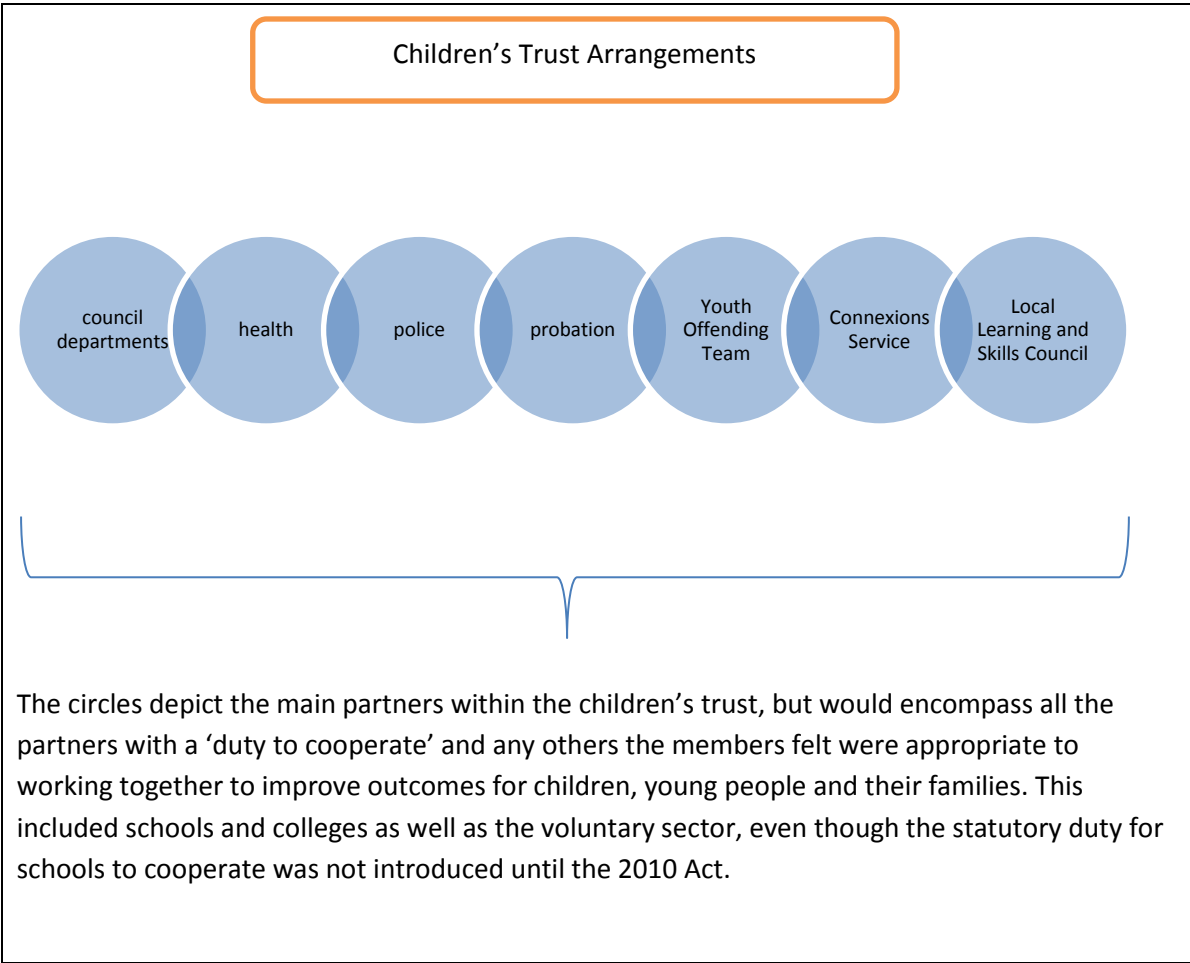 Children’s Trust Arrangements
council
departments
health
police
probation
Youth
Offending
Team
Connexions
Service
Local
Learning and
Skills Council
The circles depict the main partners within the children’s trust, but would encompass all the
partners with a ‘duty to cooperate’ and any others the members felt were appropriate to
working together to improve outcomes for children, young people and their families. This
included schools and colleges as well as the voluntary sector, even though the statutory duty for
schools to cooperate was not introduced until the 2010 Act.